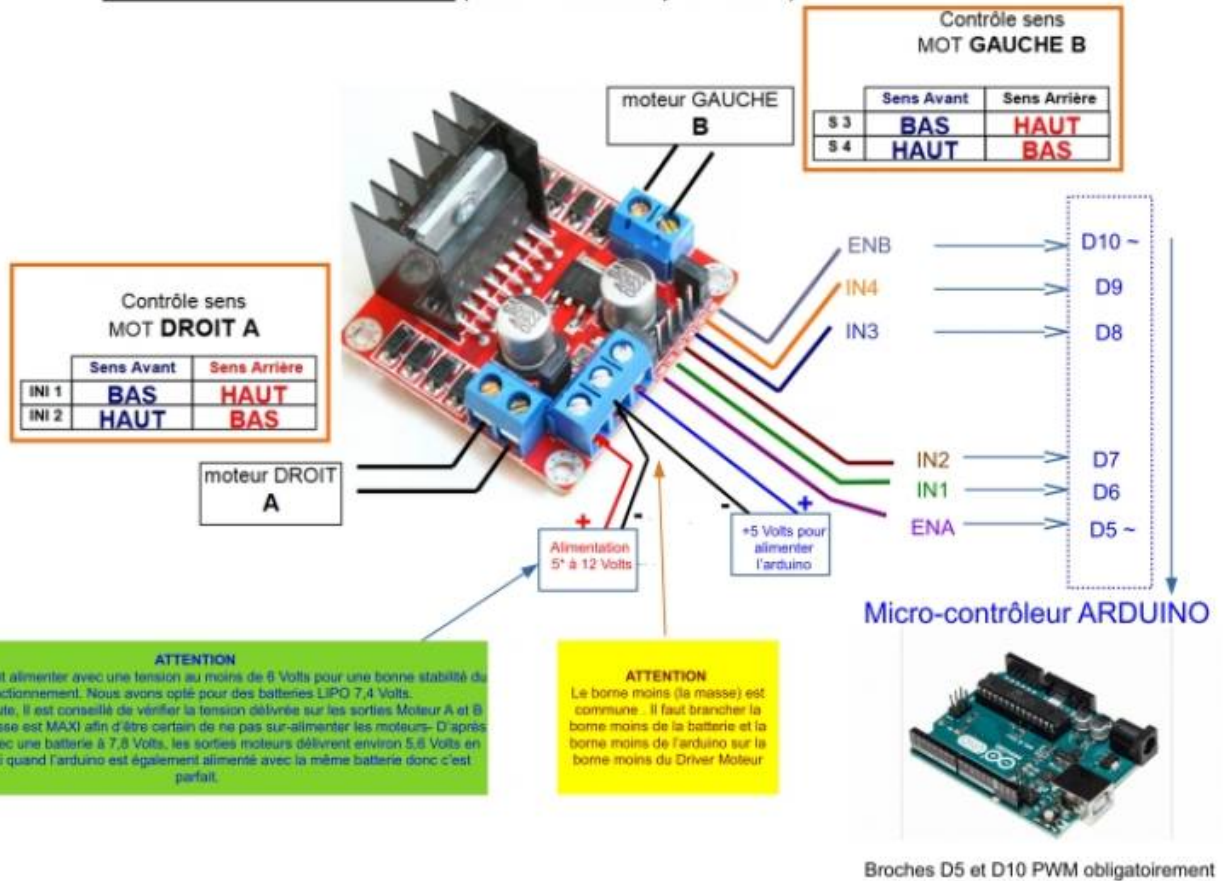 Contrôle sens
MOT GAUCHE B
Sens Avant Sens Arrière
S 3 BAS HAUT
S 4 HAUT BAS
moteur GAUCHE
B
ENB D10 ~
IN4 D9
IN3 D8
Contrôle sens
MOT DROIT A
Sens Avant Sens Arrière
INI 1 BAS HAUT
INI 2 HAUT BAS
moteur DROIT
A
IN2 D7
IN1 D6
ENA D5 ~
+ -
Alimentation
5* à 12 Volts
- +
+5 Volts pour
alimenter
l'arduino
Micro-contrôleur ARDUINO
ATTENTION
alimenter avec une tension au moins de 6 Volts pour une bonne stabilité du
ctionnement. Nous avons opté pour des batteries LIPO 7,4 Volts.
ute, Il est conseillé de vérifier la tension délivrée sur les sorties Moteur A et B
sse est MAXI afin d'être certain de ne pas sur-alimenter les moteurs- D'après
ec une batterie à 7,8 Volts, les sorties moteurs délivrent environ 5,6 Volts en
i quand l'arduino est également alimenté avec la même batterie donc c'est
parfait.
ATTENTION
Le borne moins (la masse) est
commune . Il faut brancher la
borne moins de la batterie et la
borne moins de l'arduino sur la
borne moins du Driver Moteur
Broches D5 et D10 PWM obligatoirement